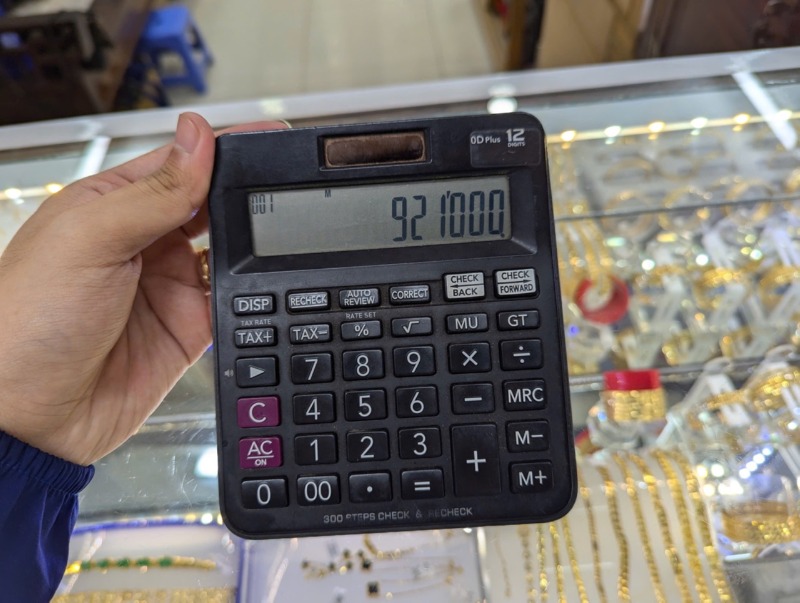 0D Plus 12
DIGITS
001 M 921'000.
DISP RECHECK AUTO REVIEW CORRECT CHECK BACK CHECK FORWARD
TAX RATE RATE SET
TAX+ TAX− % √ MU GT
▶ 7 8 9 × ÷
C 4 5 6 − MRC
AC ON 1 2 3 + M−
0 00 · = M+
300 STEPS CHECK & RECHECK